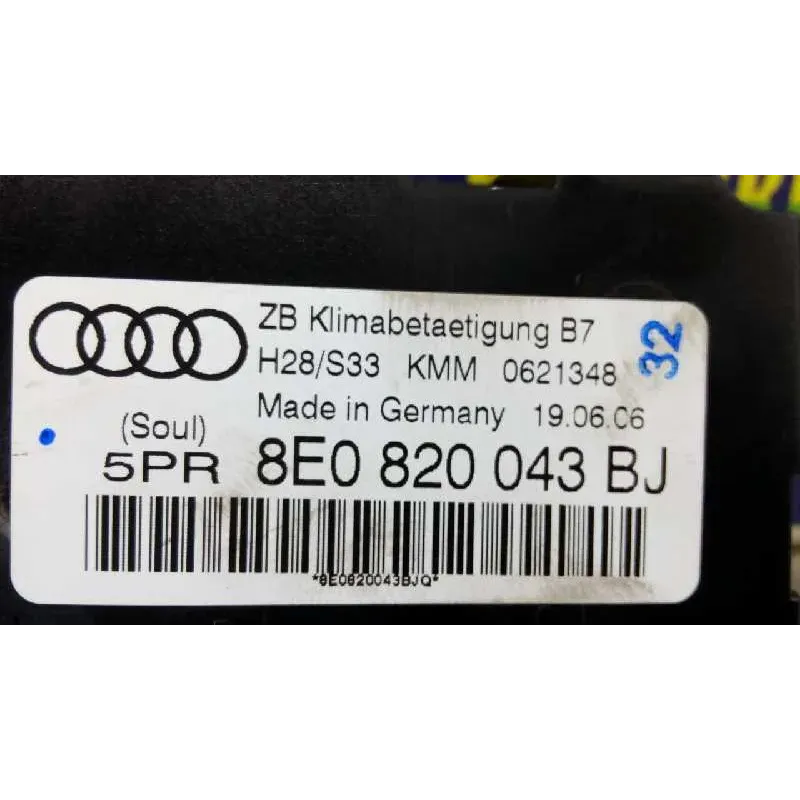 ZB Klimabetaetigung B7
H28/S33 KMM 0621348
32
Made in Germany 19.06.06
(Soul)
5PR 8E0 820 043 BJ
*8E0820043BJQ*